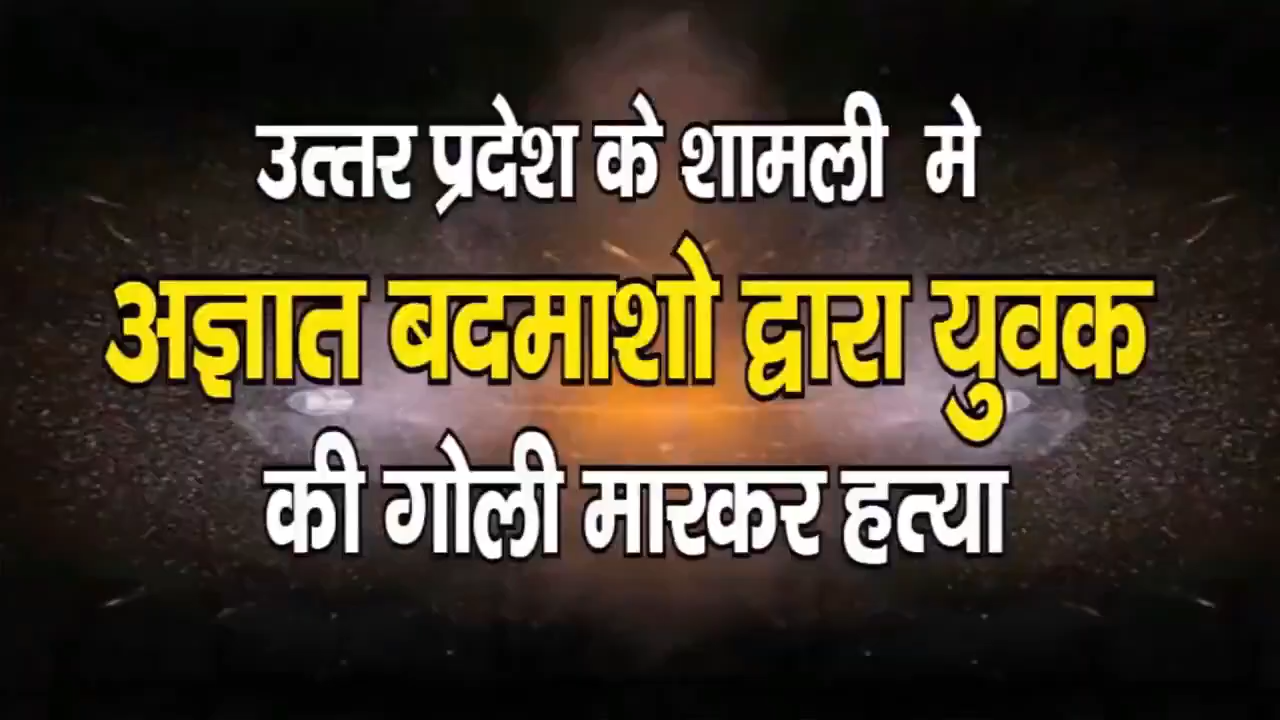 उत्तर प्रदेश के शामली मे
अज्ञात बदमाशो द्वारा युवक
की गोली मारकर हत्या